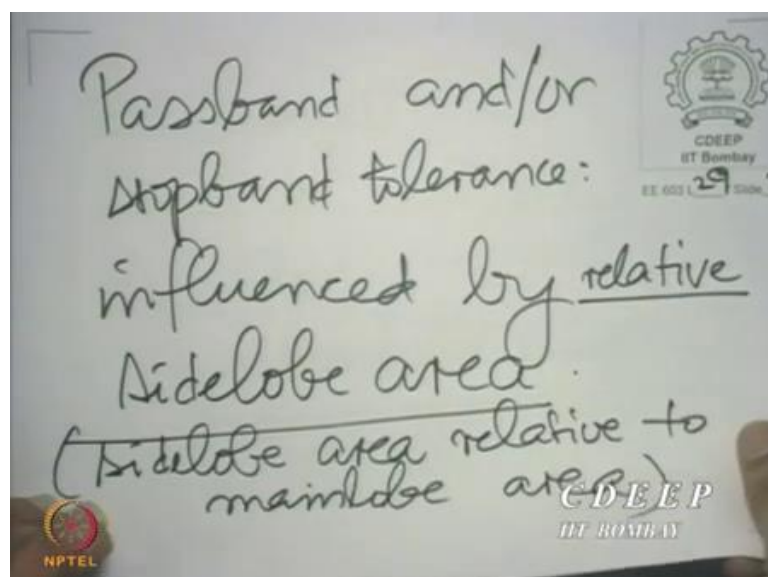 Passband and/or
stopband tolerance:
influenced by relative
sidelobe area.
(sidelobe area relative to
mainlobe area)
CDEEP
IIT Bombay
EE 603 L 29 Slide
CDEEP
IIT BOMBAY
NPTEL